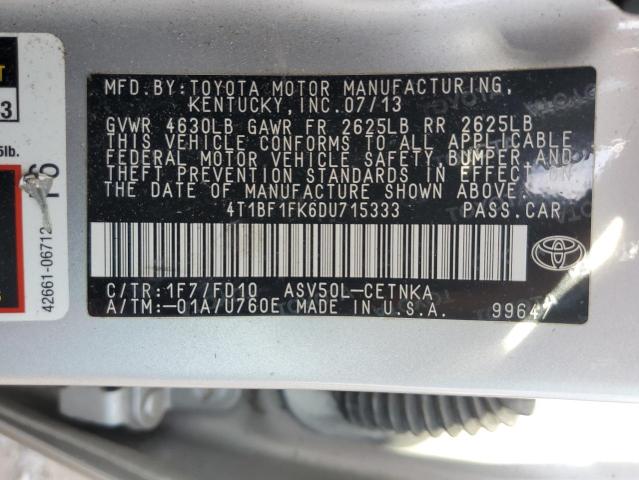 MFD.BY: TOYOTA MOTOR MANUFACTURING,
KENTUCKY, INC. 07/13
GVWR 4630LB GAWR FR 2625LB RR 2625LB
THIS VEHICLE CONFORMS TO ALL APPLICABLE
FEDERAL MOTOR VEHICLE SAFETY, BUMPER AND
THEFT PREVENTION STANDARDS IN EFFECT ON
THE DATE OF MANUFACTURE SHOWN ABOVE.
4T1BF1FK6DU715333 PASS.CAR
C/TR:1F7/FD10 ASV50L-CETNKA
A/TM:-01A/U760E MADE IN U.S.A.
42661-06712